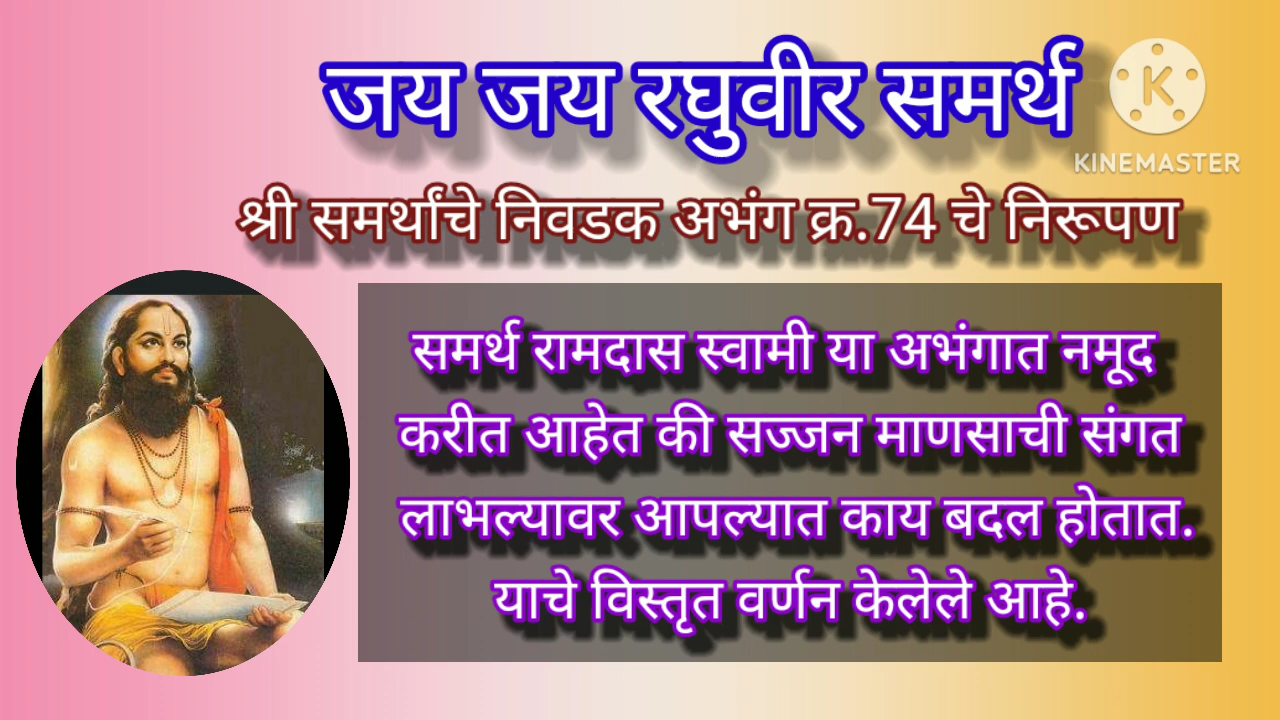 जय जय रघुवीर समर्थ
K
KINEMASTER
श्री समर्थांचे निवडक अभंग क्र.74 चे निरूपण
समर्थ रामदास स्वामी या अभंगात नमूद
करीत आहेत की सज्जन माणसाची संगत
लाभल्यावर आपल्यात काय बदल होतात.
याचे विस्तृत वर्णन केलेले आहे.